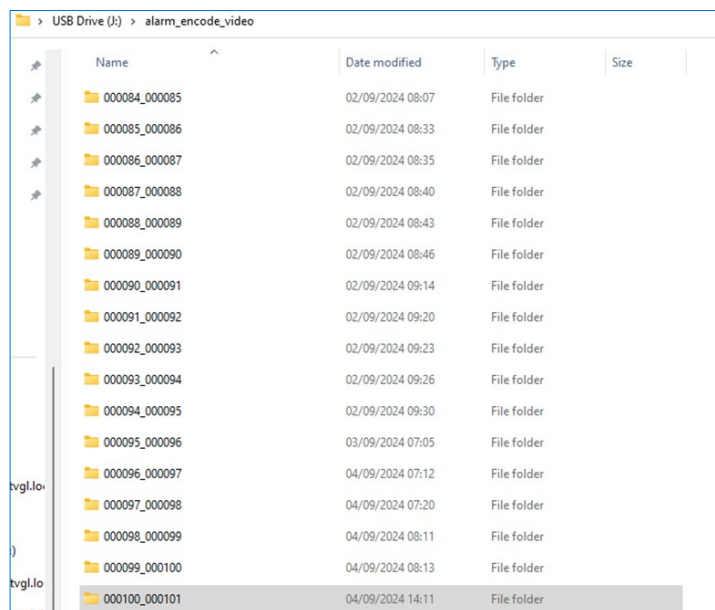 USB Drive (J:) > alarm_encode_video
Name Date modified Type Size
000084_000085 02/09/2024 08:07 File folder
000085_000086 02/09/2024 08:33 File folder
000086_000087 02/09/2024 08:35 File folder
000087_000088 02/09/2024 08:40 File folder
000088_000089 02/09/2024 08:43 File folder
000089_000090 02/09/2024 08:46 File folder
000090_000091 02/09/2024 09:14 File folder
000091_000092 02/09/2024 09:20 File folder
000092_000093 02/09/2024 09:23 File folder
000093_000094 02/09/2024 09:26 File folder
000094_000095 02/09/2024 09:30 File folder
000095_000096 03/09/2024 07:05 File folder
000096_000097 04/09/2024 07:12 File folder
tvgl.lo
000097_000098 04/09/2024 07:20 File folder
000098_000099 04/09/2024 08:11 File folder
:)
000099_000100 04/09/2024 08:13 File folder
tvgl.lo
000100_000101 04/09/2024 14:11 File folder